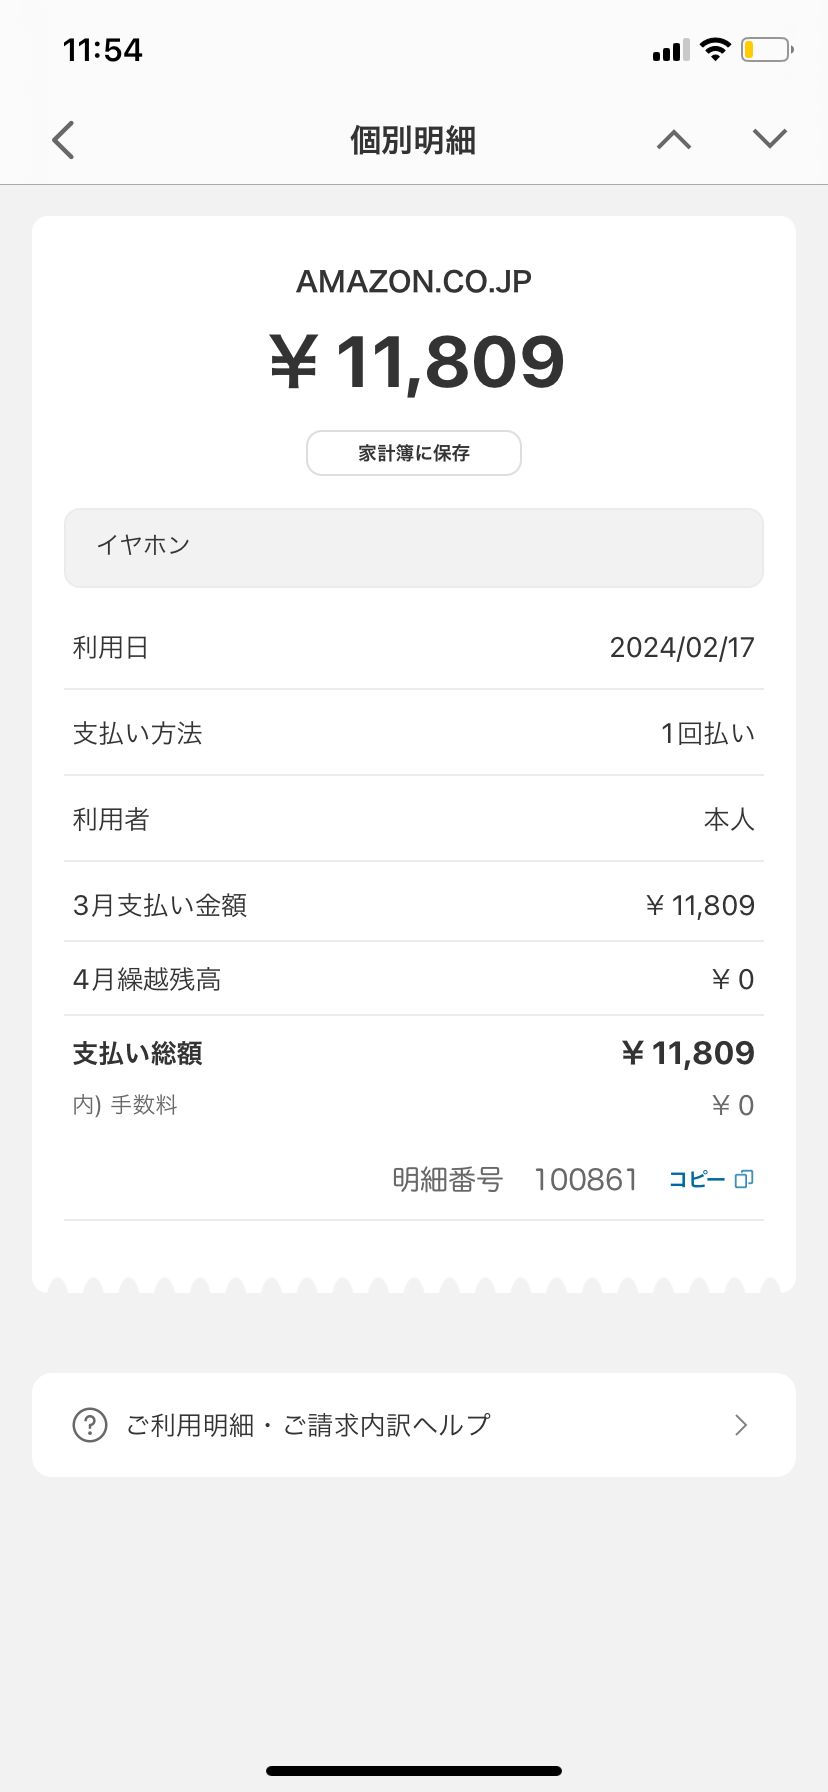 11:54
個別明細
AMAZON.CO.JP
¥ 11,809
家計簿に保存
イヤホン
利用日 2024/02/17
支払い方法 1回払い
利用者 本人
3月支払い金額 ¥ 11,809
4月繰越残高 ¥ 0
支払い総額 ¥ 11,809
内) 手数料 ¥ 0
明細番号 100861 コピー
ご利用明細・ご請求内訳ヘルプ